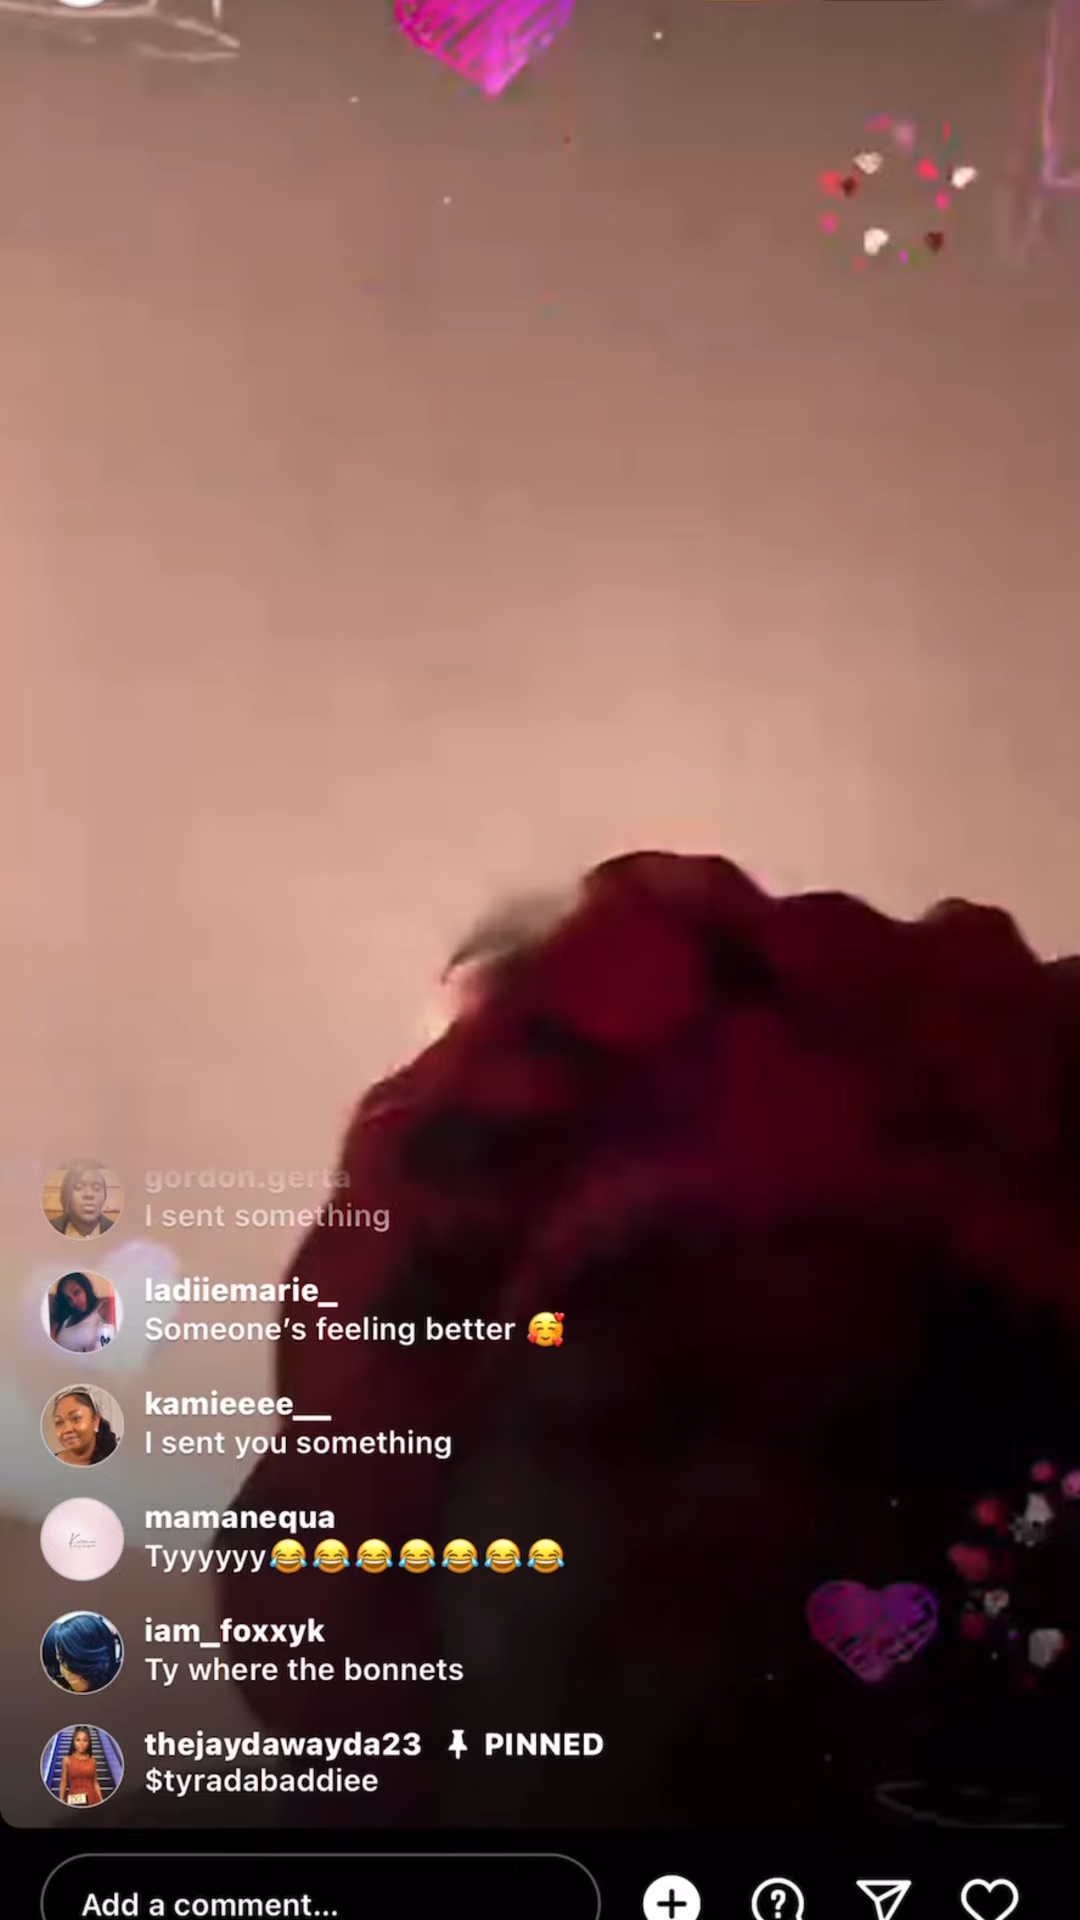 gordon.gerta
I sent something
ladiiemarie_
Someone’s feeling better 🥰
kamieeee__
I sent you something
mamanequa
Tyyyyyy😂😂😂😂😂😂😂
iam_foxxyk
Ty where the bonnets
thejaydawayda23 📌 PINNED
$tyradabaddiee
Add a comment...